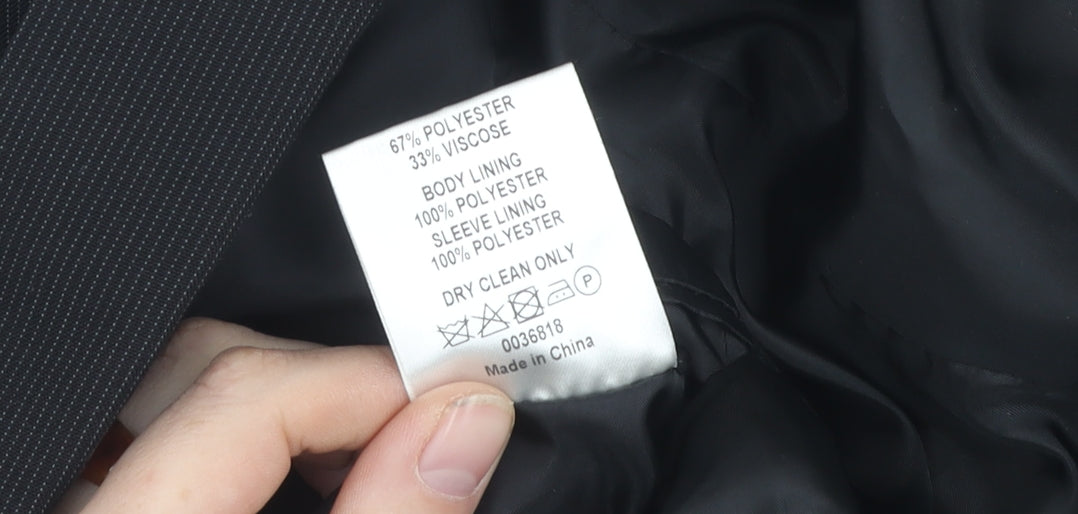 67% POLYESTER
33% VISCOSE
BODY LINING
100% POLYESTER
SLEEVE LINING
100% POLYESTER
DRY CLEAN ONLY
P
0036818
Made in China